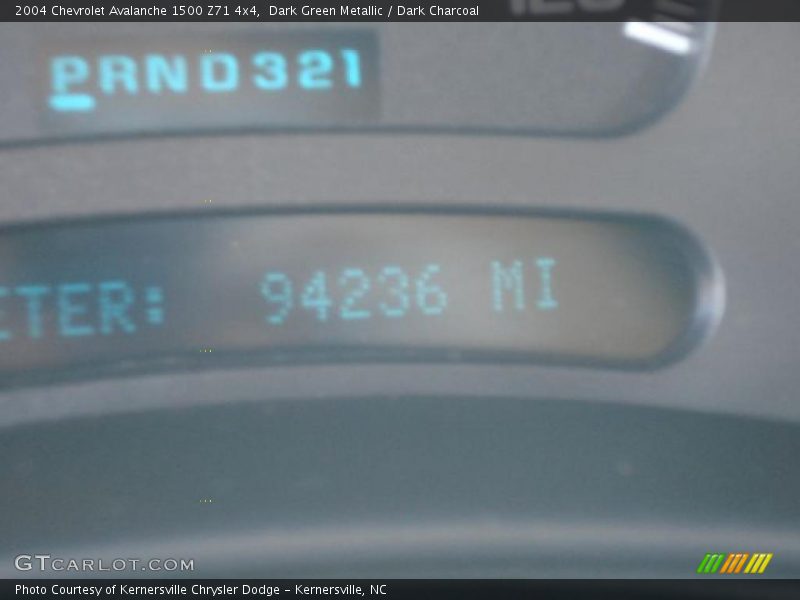 2004 Chevrolet Avalanche 1500 Z71 4x4, Dark Green Metallic / Dark Charcoal
PRND321
ETER: 94236 MI
GTCARLOT.COM
Photo Courtesy of Kernersville Chrysler Dodge - Kernersville, NC